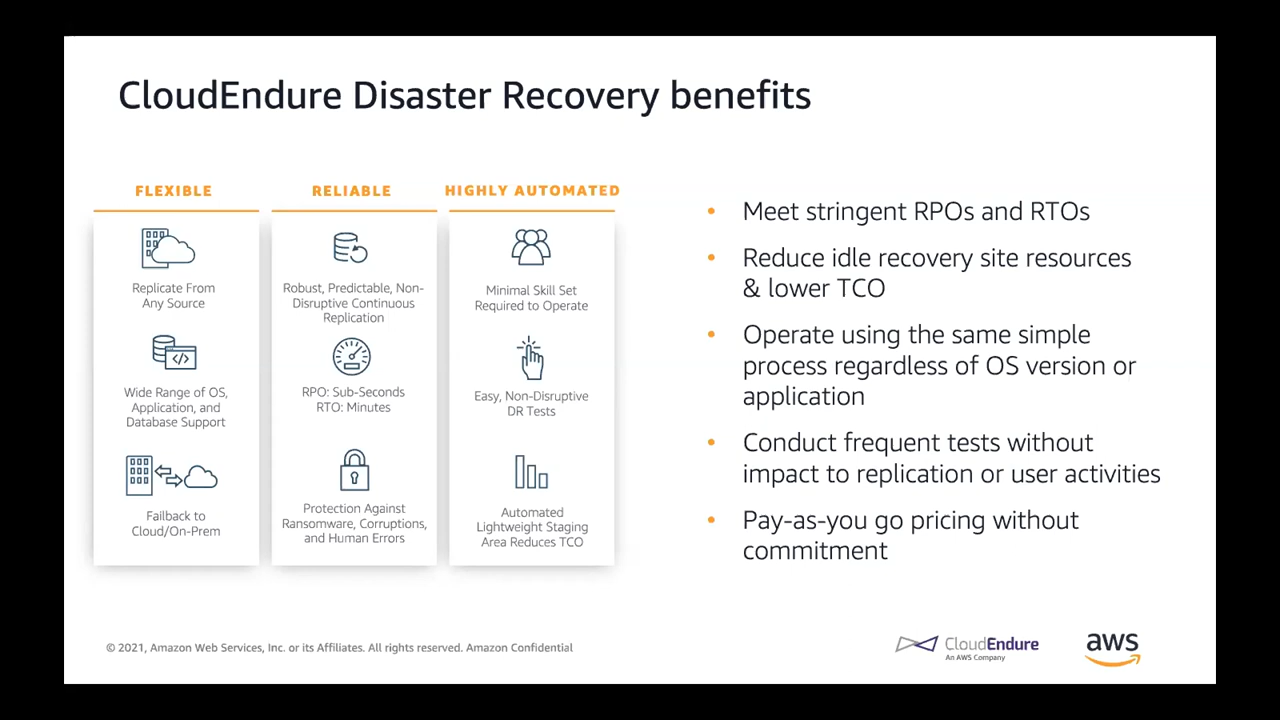 CloudEndure Disaster Recovery benefits
FLEXIBLE
Replicate From
Any Source
Wide Range of OS,
Application, and
Database Support
Failback to
Cloud/On-Prem
RELIABLE
Robust, Predictable, Non-
Disruptive Continuous
Replication
RPO: Sub-Seconds
RTO: Minutes
Protection Against
Ransomware, Corruptions,
and Human Errors
HIGHLY AUTOMATED
Minimal Skill Set
Required to Operate
Easy, Non-Disruptive
DR Tests
Automated
Lightweight Staging
Area Reduces TCO
• Meet stringent RPOs and RTOs
• Reduce idle recovery site resources
& lower TCO
• Operate using the same simple
process regardless of OS version or
application
• Conduct frequent tests without
impact to replication or user activities
• Pay-as-you go pricing without
commitment
© 2021, Amazon Web Services, Inc. or its Affiliates. All rights reserved. Amazon Confidential
CloudEndure
An AWS Company
aws